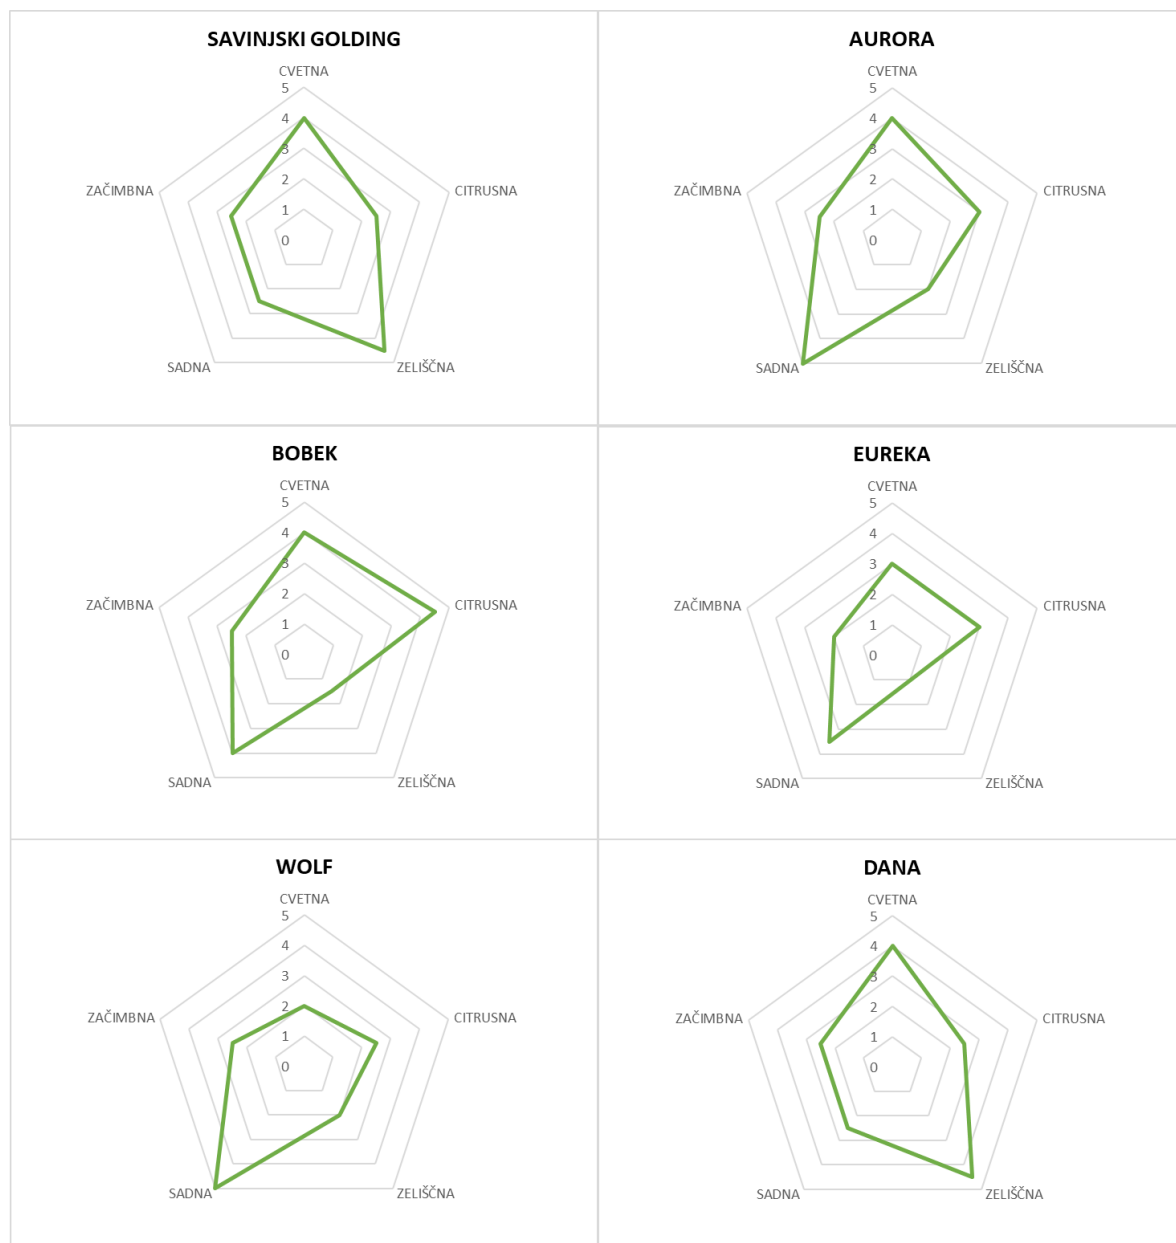 SAVINJSKI GOLDING
CVETNA
5
4
3
2
1
0
ZAČIMBNA
CITRUSNA
SADNA
ZELIŠČNA
AURORA
CVETNA
5
4
3
2
1
0
ZAČIMBNA
CITRUSNA
SADNA
ZELIŠČNA
BOBEK
CVETNA
5
4
3
2
1
0
ZAČIMBNA
CITRUSNA
SADNA
ZELIŠČNA
EUREKA
CVETNA
5
4
3
2
1
0
ZAČIMBNA
CITRUSNA
SADNA
ZELIŠČNA
WOLF
CVETNA
5
4
3
2
1
0
ZAČIMBNA
CITRUSNA
SADNA
ZELIŠČNA
DANA
CVETNA
5
4
3
2
1
0
ZAČIMBNA
CITRUSNA
SADNA
ZELIŠČNA